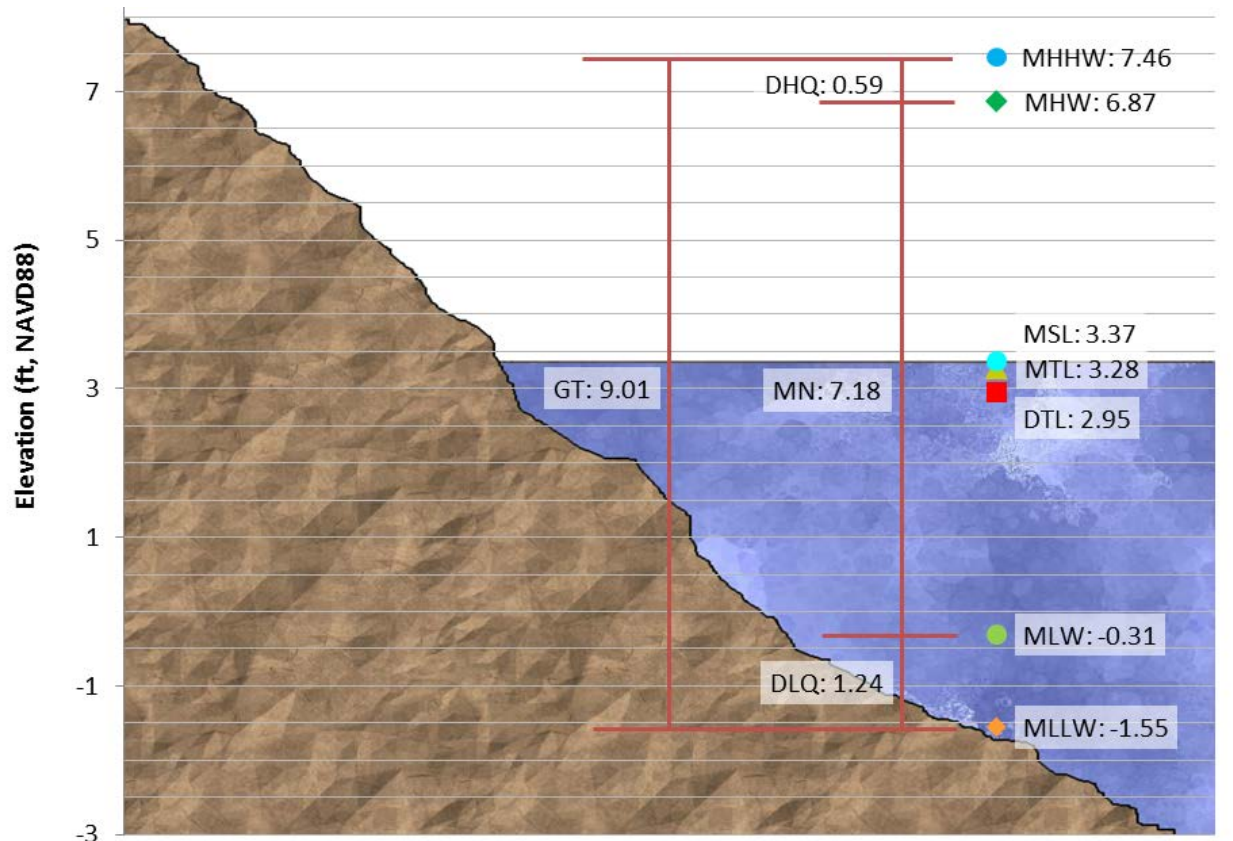 Elevation (ft, NAVD88)
7
5
3
1
-1
-3
MHHW: 7.46
DHQ: 0.59
MHW: 6.87
MSL: 3.37
MTL: 3.28
GT: 9.01
MN: 7.18
DTL: 2.95
MLW: -0.31
DLQ: 1.24
MLLW: -1.55